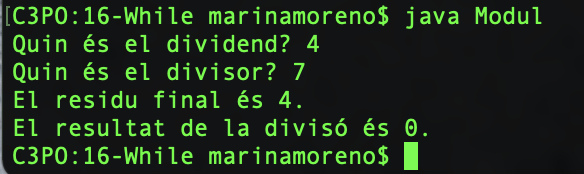 [C3PO:16-While marinamoreno$ java Modul
Quin és el dividend? 4
Quin és el divisor? 7
El residu final és 4.
El resultat de la divisó és 0.
C3PO:16-While marinamoreno$